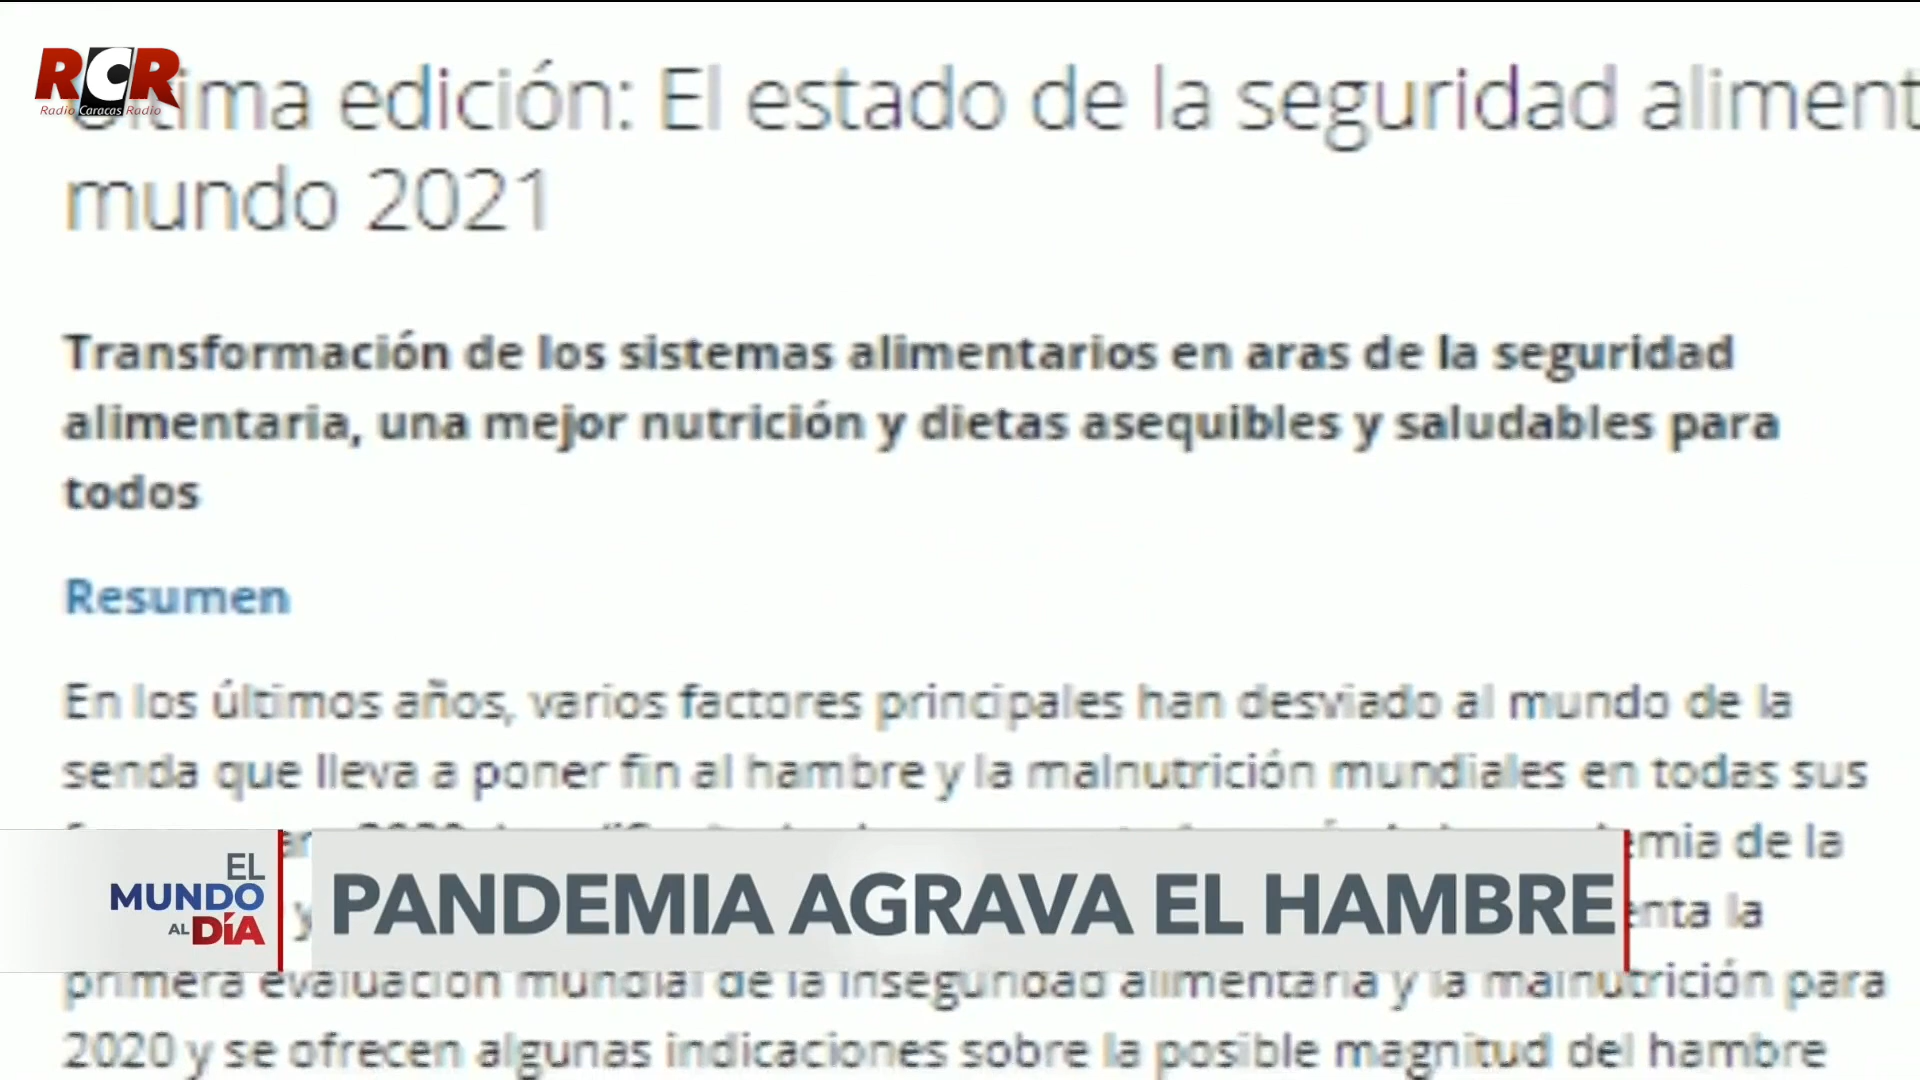 RCR
Radio Caracas Radio
Última edición: El estado de la seguridad aliment
mundo 2021
Transformación de los sistemas alimentarios en aras de la seguridad
alimentaria, una mejor nutrición y dietas asequibles y saludables para
todos
Resumen
En los últimos años, varios factores principales han desviado al mundo de la
senda que lleva a poner fin al hambre y la malnutrición mundiales en todas sus
emia de la
EL
MUNDO
AL DÍA
PANDEMIA AGRAVA EL HAMBRE
y
enta la
primera evaluación mundial de la inseguridad alimentaria y la malnutrición para
2020 y se ofrecen algunas indicaciones sobre la posible magnitud del hambre